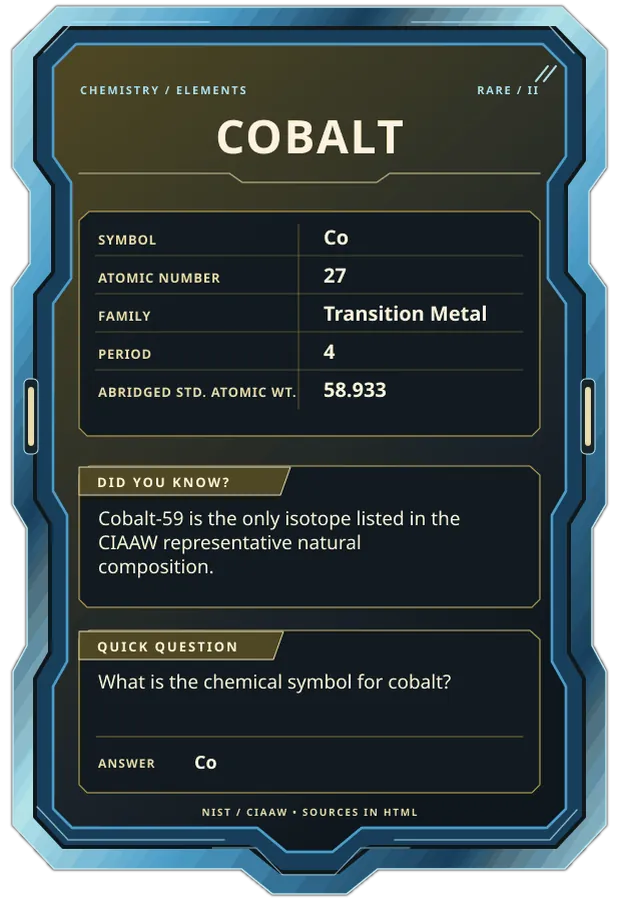 CHEMISTRY / ELEMENTS
RARE / II
COBALT
SYMBOL Co
ATOMIC NUMBER 27
FAMILY Transition Metal
PERIOD 4
ABRIDGED STD. ATOMIC WT. 58.933
DID YOU KNOW?
Cobalt-59 is the only isotope listed in the
CIAAW representative natural
composition.
QUICK QUESTION
What is the chemical symbol for cobalt?
ANSWER Co
NIST / CIAAW • SOURCES IN HTML